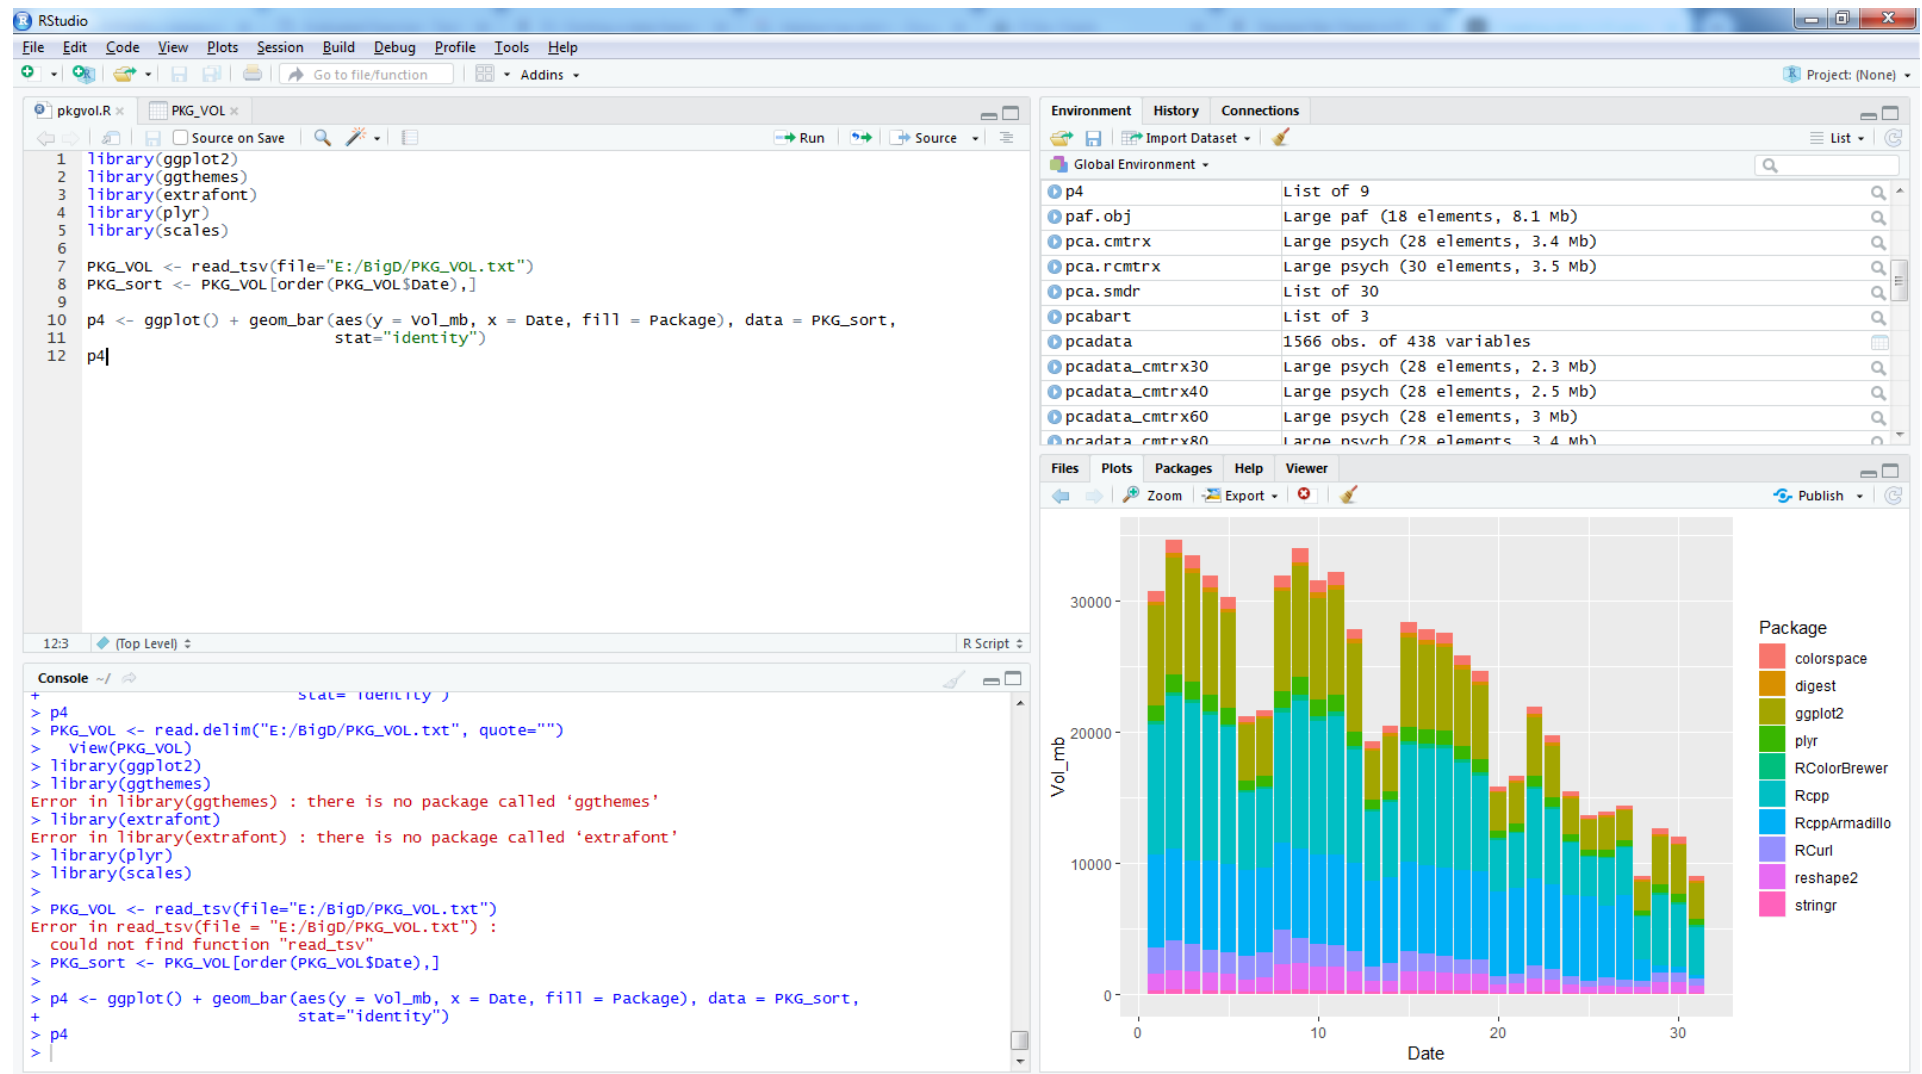 RStudio
File Edit Code View Plots Session Build Debug Profile Tools Help
Go to file/function Addins
Project: (None)
pkgvol.R PKG_VOL
Source on Save Run Source
1 library(ggplot2)
2 library(ggthemes)
3 library(extrafont)
4 library(plyr)
5 library(scales)
6
7 PKG_VOL <- read_tsv(file="E:/BigD/PKG_VOL.txt")
8 PKG_sort <- PKG_VOL[order(PKG_VOL$Date),]
9
10 p4 <- ggplot() + geom_bar(aes(y = Vol_mb, x = Date, fill = Package), data = PKG_sort,
11 stat="identity")
12 p4
12:3 (Top Level) R Script
Console ~/
+ stat="identity")
> p4
> PKG_VOL <- read.delim("E:/BigD/PKG_VOL.txt", quote="")
> View(PKG_VOL)
> library(ggplot2)
> library(ggthemes)
Error in library(ggthemes) : there is no package called ‘ggthemes’
> library(extrafont)
Error in library(extrafont) : there is no package called ‘extrafont’
> library(plyr)
> library(scales)
>
> PKG_VOL <- read_tsv(file="E:/BigD/PKG_VOL.txt")
Error in read_tsv(file = "E:/BigD/PKG_VOL.txt") :
could not find function "read_tsv"
> PKG_sort <- PKG_VOL[order(PKG_VOL$Date),]
>
> p4 <- ggplot() + geom_bar(aes(y = Vol_mb, x = Date, fill = Package), data = PKG_sort,
+ stat="identity")
> p4
>
Environment History Connections
Import Dataset List
Global Environment
p4 List of 9
paf.obj Large paf (18 elements, 8.1 Mb)
pca.cmtrx Large psych (28 elements, 3.4 Mb)
pca.rcmtrx Large psych (30 elements, 3.5 Mb)
pca.smdr List of 30
pcabart List of 3
pcadata 1566 obs. of 438 variables
pcadata_cmtrx30 Large psych (28 elements, 2.3 Mb)
pcadata_cmtrx40 Large psych (28 elements, 2.5 Mb)
pcadata_cmtrx60 Large psych (28 elements, 3 Mb)
pcadata_cmtrx80 Large psych (28 elements, 3.4 Mb)
Files Plots Packages Help Viewer
Zoom Export Publish
30000
20000
10000
0
Vol_mb
0 10 20 30
Date
Package
colorspace
digest
ggplot2
plyr
RColorBrewer
Rcpp
RcppArmadillo
RCurl
reshape2
stringr